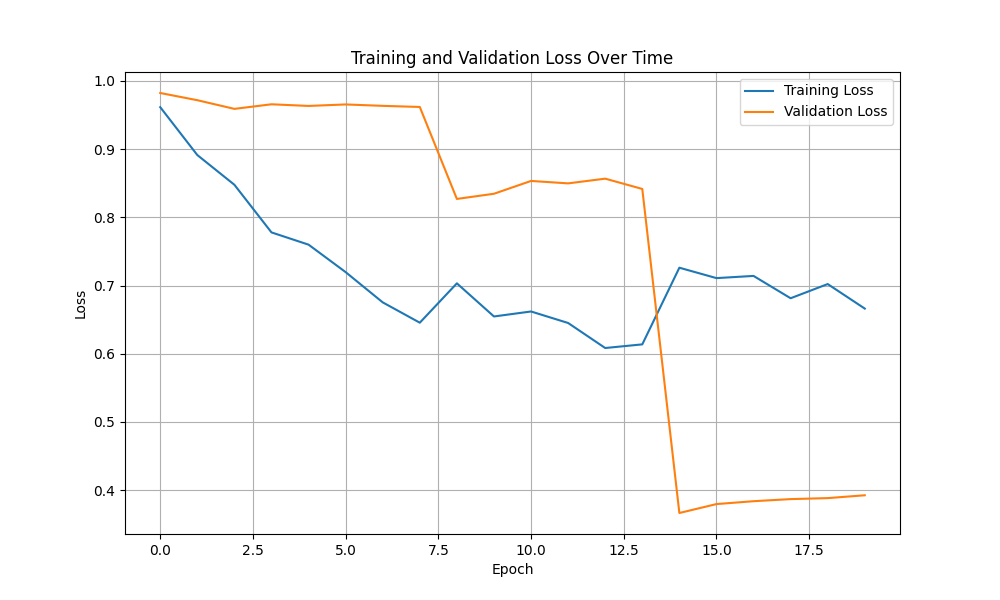 Training and Validation Loss Over Time
1.0
0.9
0.8
0.7
0.6
0.5
0.4
Loss
Training Loss
Validation Loss
0.0 2.5 5.0 7.5 10.0 12.5 15.0 17.5
Epoch